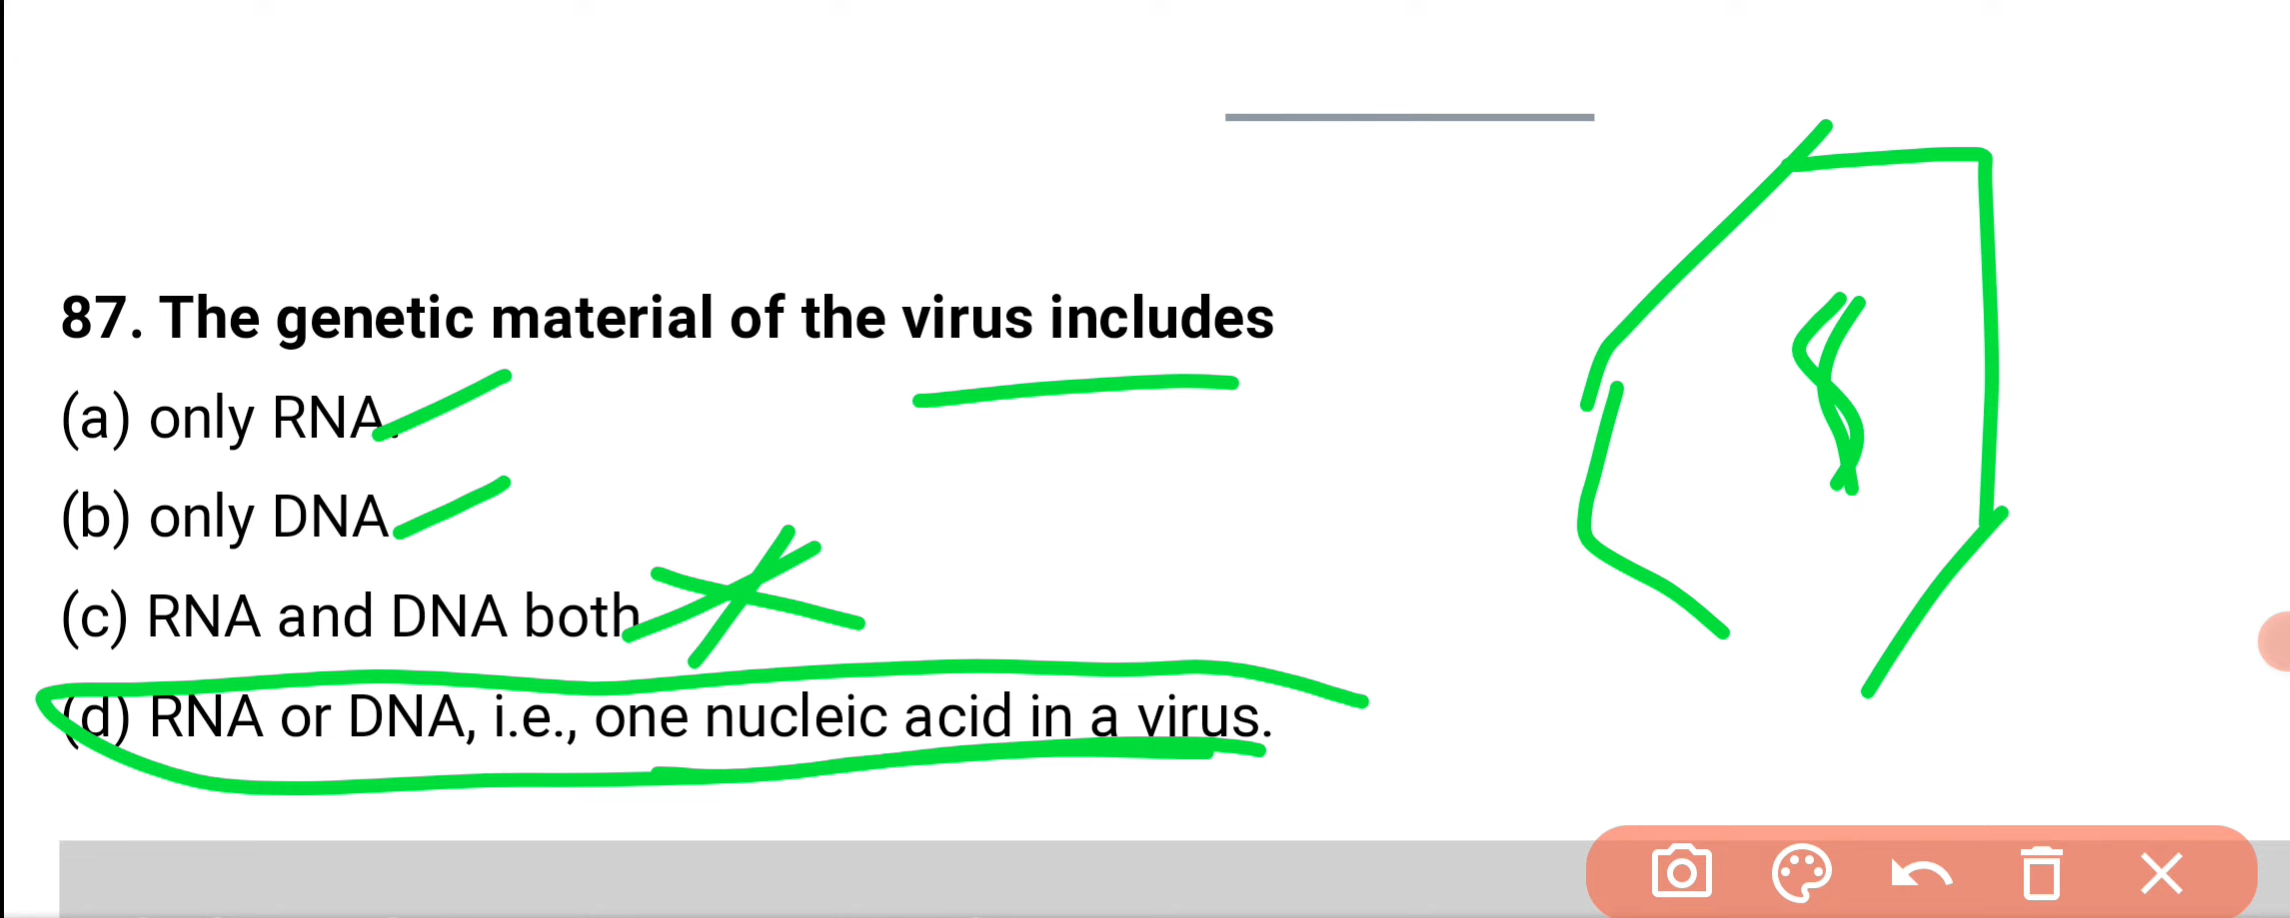 87. The genetic material of the virus includes
(a) only RNA.
(b) only DNA
(c) RNA and DNA both
(d) RNA or DNA, i.e., one nucleic acid in a virus.